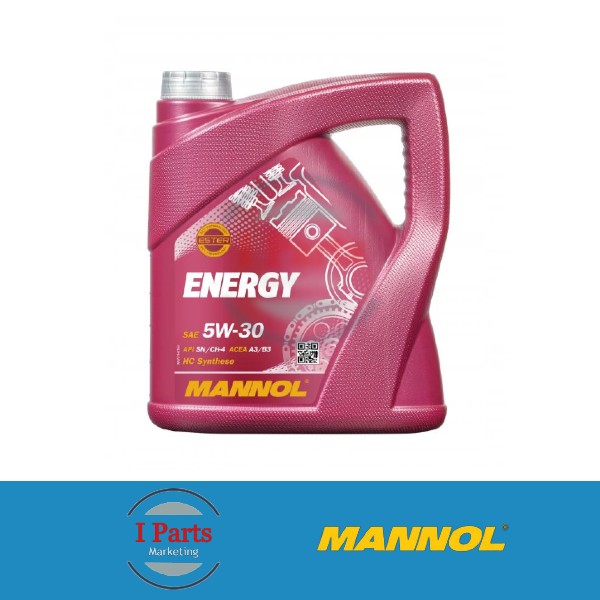 ESTER
ENERGY
SAE 5W-30
API SN/CH-4 ACEA A3/B3
HC Synthese
MANNOL
I Parts
Marketing
MANNOL®